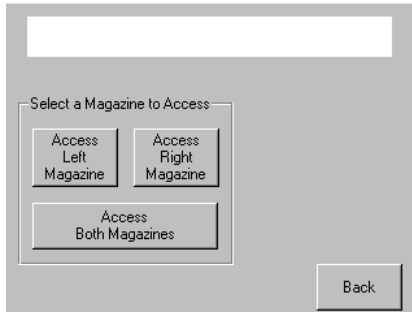 Select a Magazine to Access
Access
Left
Magazine
Access
Right
Magazine
Access
Both Magazines
Back